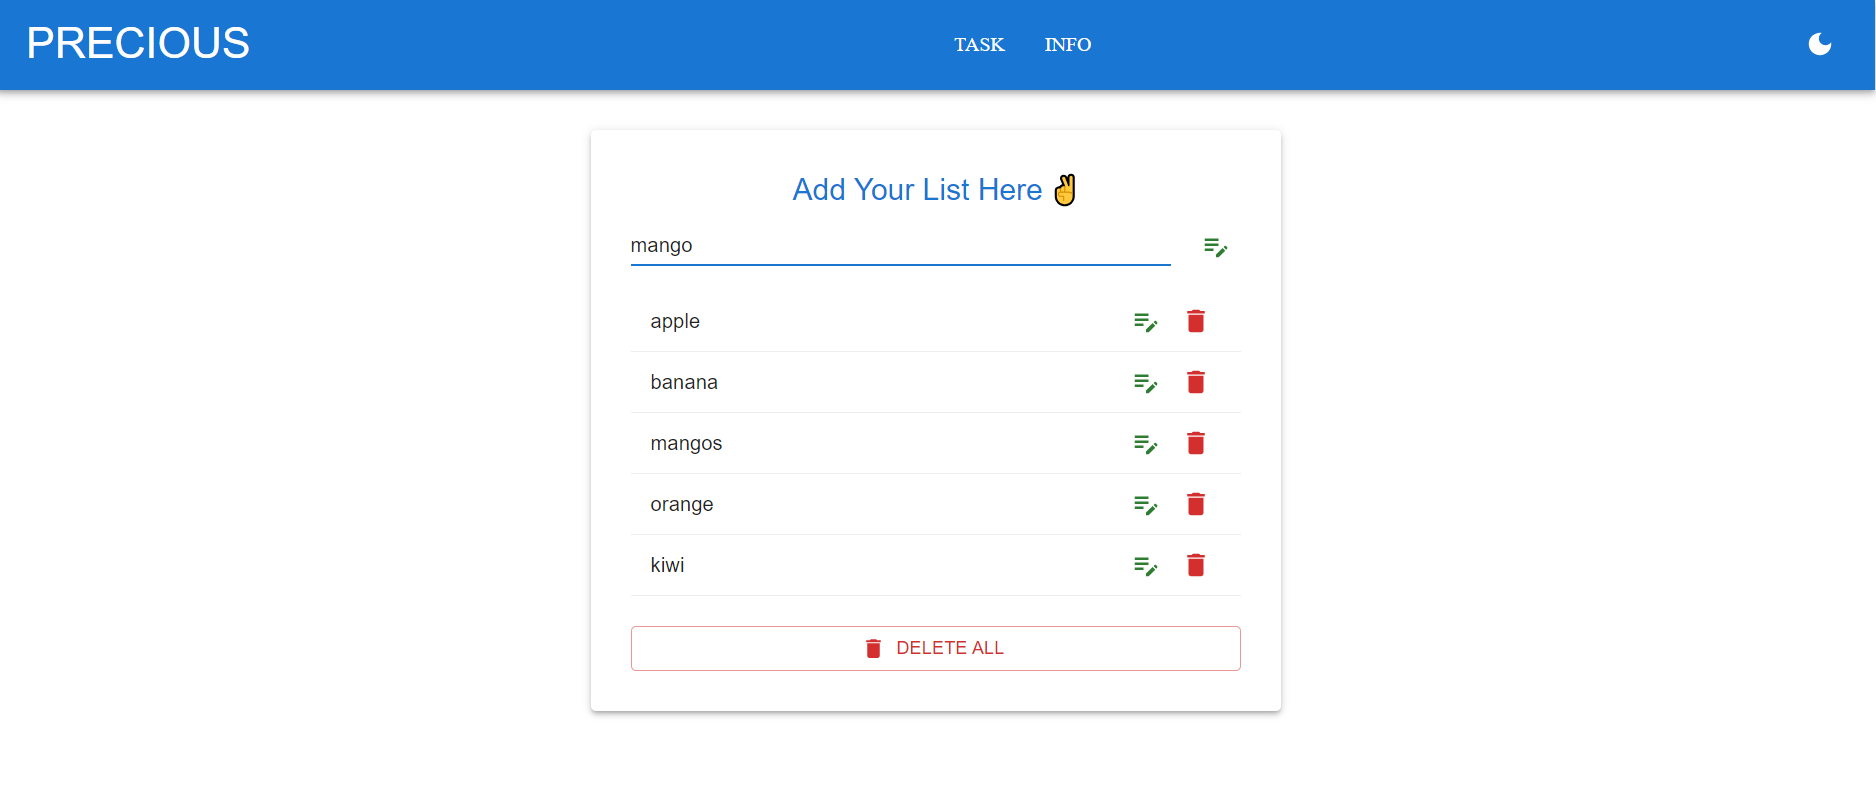 PRECIOUS
TASK INFO
Add Your List Here ✌
mango
apple
banana
mangos
orange
kiwi
DELETE ALL